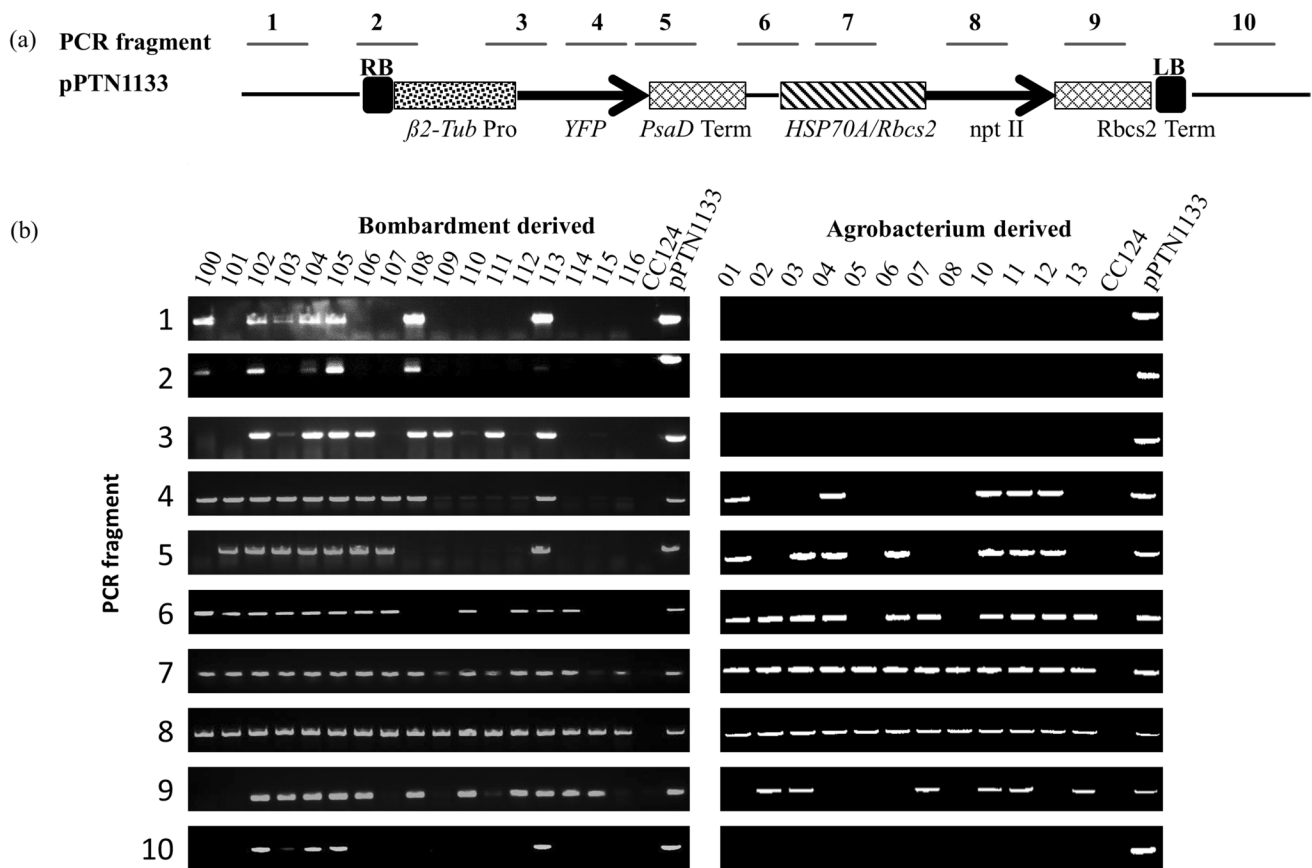 1 2 3 4 5 6 7 8 9 10
(a) PCR fragment
pPTN1133
RB LB
ß2-Tub Pro YFP PsaD Term HSP70A/Rbcs2 npt II Rbcs2 Term
(b) Bombardment derived Agrobacterium derived
100 101 102 103 104 105 106 107 108 109 110 111 112 113 114 115 116 CC124 pPTN1133 01 02 03 04 05 06 07 08 10 11 12 13 CC124 pPTN1133
PCR fragment
1
2
3
4
5
6
7
8
9
10